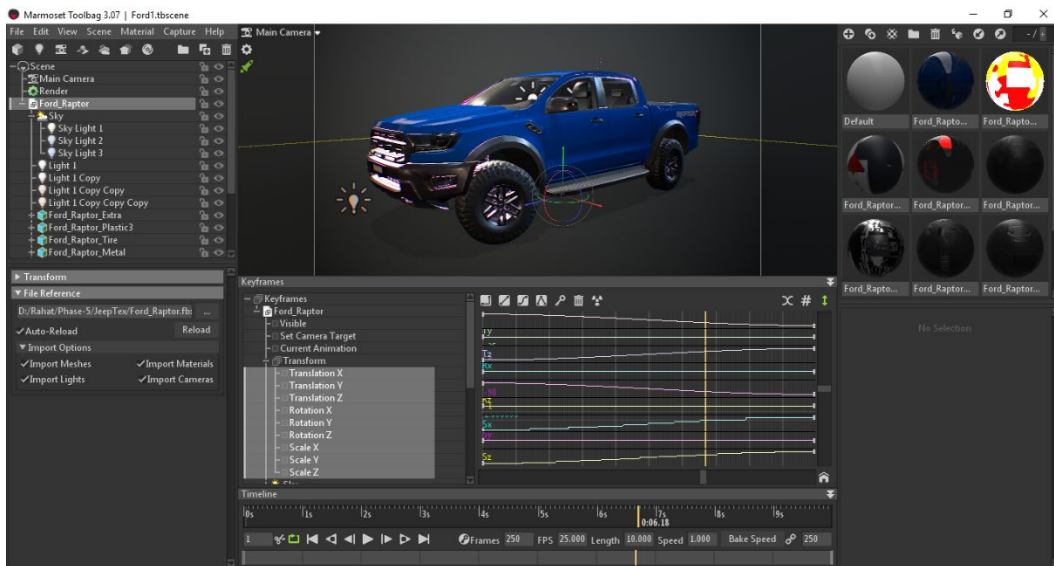 Marmoset Toolbag 3.07 | Ford1.tbscene
File Edit View Scene Material Capture Help
Main Camera
-/
Scene
Main Camera
Render
Ford_Raptor
Sky
Sky Light 1
Sky Light 2
Sky Light 3
Light 1
Light 1 Copy
Light 1 Copy Copy
Light 1 Copy Copy Copy
Ford_Raptor_Extra
Ford_Raptor_Plastic3
Ford_Raptor_Tire
Ford_Raptor_Metal
Transform
File Reference
D:/Rahat/Phase-5/JeepTex/Ford_Raptor.fb: ...
Auto-Reload Reload
Import Options
Import Meshes Import Materials
Import Lights Import Cameras
Keyframes
Keyframes
Ford_Raptor
Visible
Set Camera Target
Current Animation
Transform
Translation X
Translation Y
Translation Z
Rotation X
Rotation Y
Rotation Z
Scale X
Scale Y
Scale Z
Ty
Tz
Rx
Sx
Sz
Timeline
0s 1s 2s 3s 4s 5s 6s 7s 8s 9s
0:06.18
1 Frames 250 FPS 25.000 Length 10.000 Speed 1.000 Bake Speed 250
Default Ford_Rapto... Ford_Rapto...
Ford_Raptor... Ford_Raptor... Ford_Raptor...
Ford_Rapto... Ford_Raptor... Ford_Raptor...
No Selection